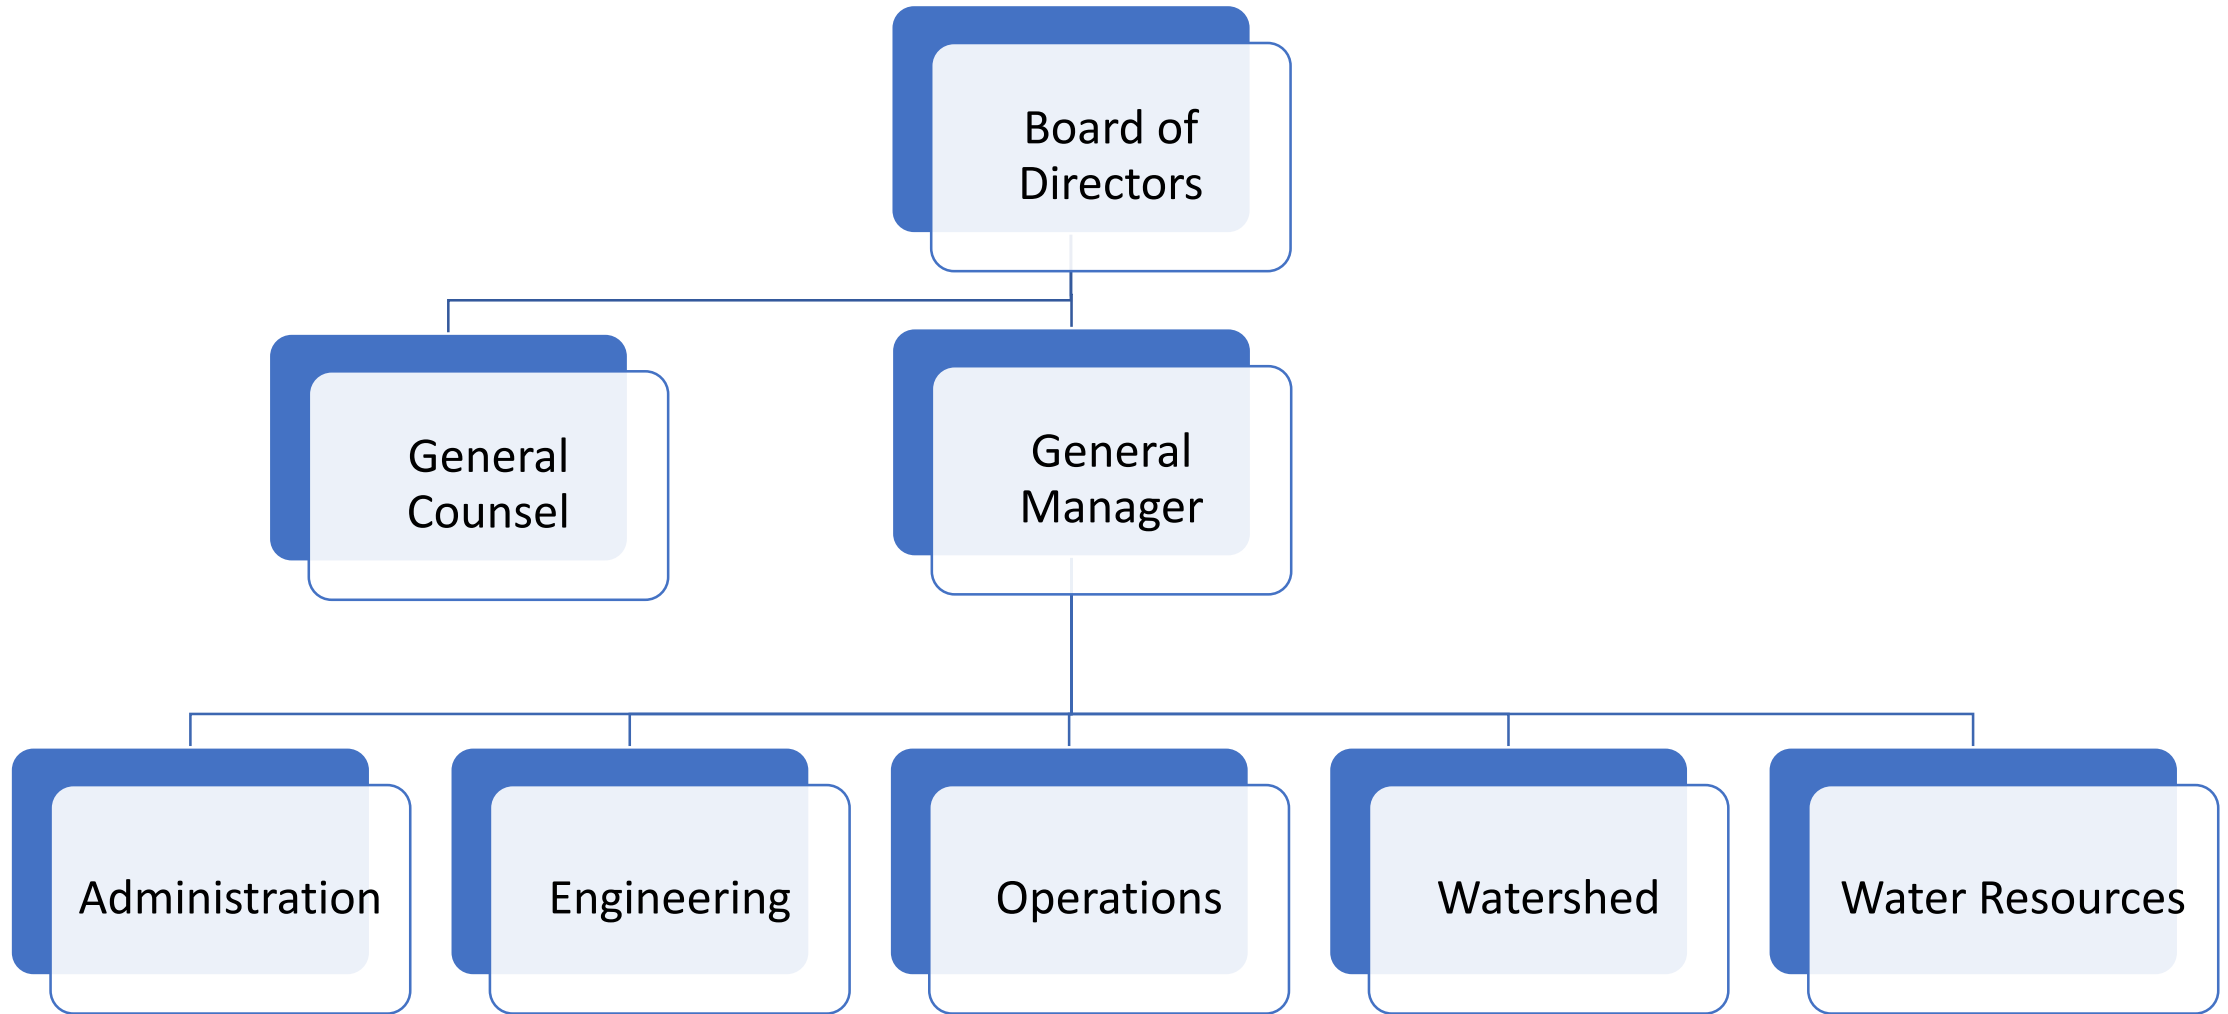 Board of
Directors
General
Counsel
General
Manager
Administration
Engineering
Operations
Watershed
Water Resources